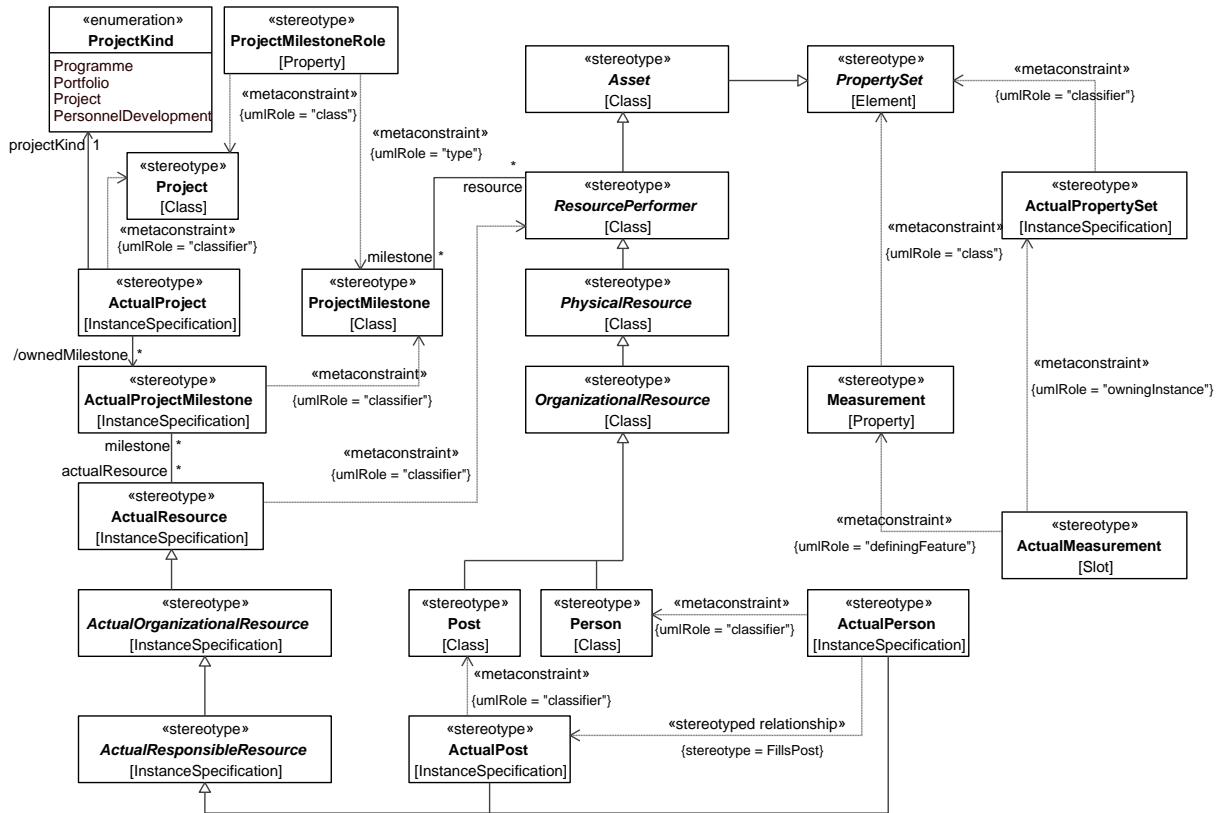 «enumeration»
ProjectKind
Programme
Portfolio
Project
PersonnelDevelopment
«stereotype»
ProjectMilestoneRole
[Property]
«stereotype»
Asset
[Class]
«stereotype»
PropertySet
[Element]
«metaconstraint»
{umlRole = "classifier"}
«metaconstraint»
{umlRole = "class"}
«metaconstraint»
{umlRole = "type"}
projectKind 1
«stereotype»
Project
[Class]
«metaconstraint»
{umlRole = "classifier"}
*
resource
«stereotype»
ResourcePerformer
[Class]
«stereotype»
ActualPropertySet
[InstanceSpecification]
«metaconstraint»
{umlRole = "class"}
milestone *
«stereotype»
ActualProject
[InstanceSpecification]
«stereotype»
ProjectMilestone
[Class]
«stereotype»
PhysicalResource
[Class]
/ownedMilestone *
«stereotype»
ActualProjectMilestone
[InstanceSpecification]
«metaconstraint»
{umlRole = "classifier"}
«stereotype»
OrganizationalResource
[Class]
«stereotype»
Measurement
[Property]
«metaconstraint»
{umlRole = "owningInstance"}
milestone *
actualResource *
«metaconstraint»
{umlRole = "classifier"}
«stereotype»
ActualResource
[InstanceSpecification]
«metaconstraint»
{umlRole = "definingFeature"}
«stereotype»
ActualMeasurement
[Slot]
«stereotype»
ActualOrganizationalResource
[InstanceSpecification]
«stereotype»
Post
[Class]
«stereotype»
Person
[Class]
«metaconstraint»
{umlRole = "classifier"}
«stereotype»
ActualPerson
[InstanceSpecification]
«metaconstraint»
{umlRole = "classifier"}
«stereotype»
ActualResponsibleResource
[InstanceSpecification]
«stereotype»
ActualPost
[InstanceSpecification]
«stereotyped relationship»
{stereotype = FillsPost}